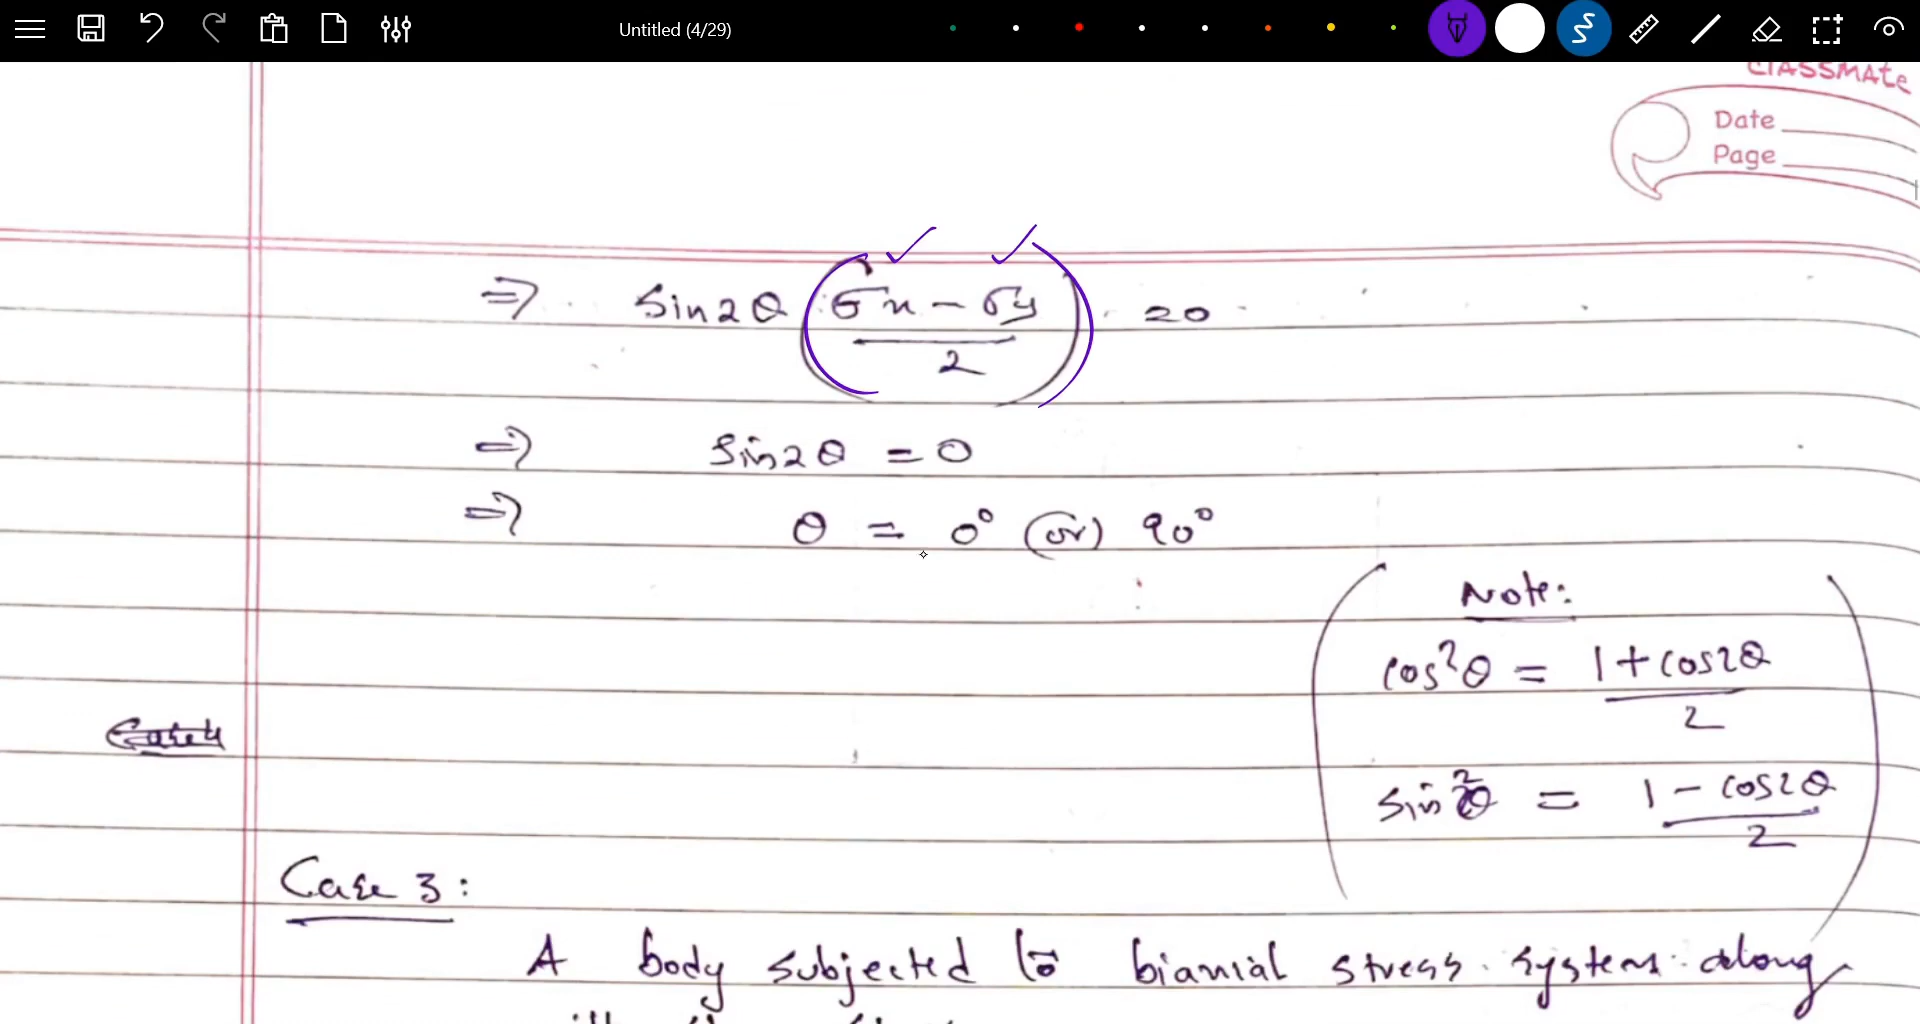 Untitled (4/29)
classmate
Date
Page
⇒ sin2θ (σx - σy / 2) = 0
⇒ sin2θ = 0
⇒ θ = 0° (or) 90°
Note:
cos²θ = 1 + cos2θ / 2
sin²θ = 1 - cos2θ / 2
Case 3:
A body subjected to biaxial stress system along